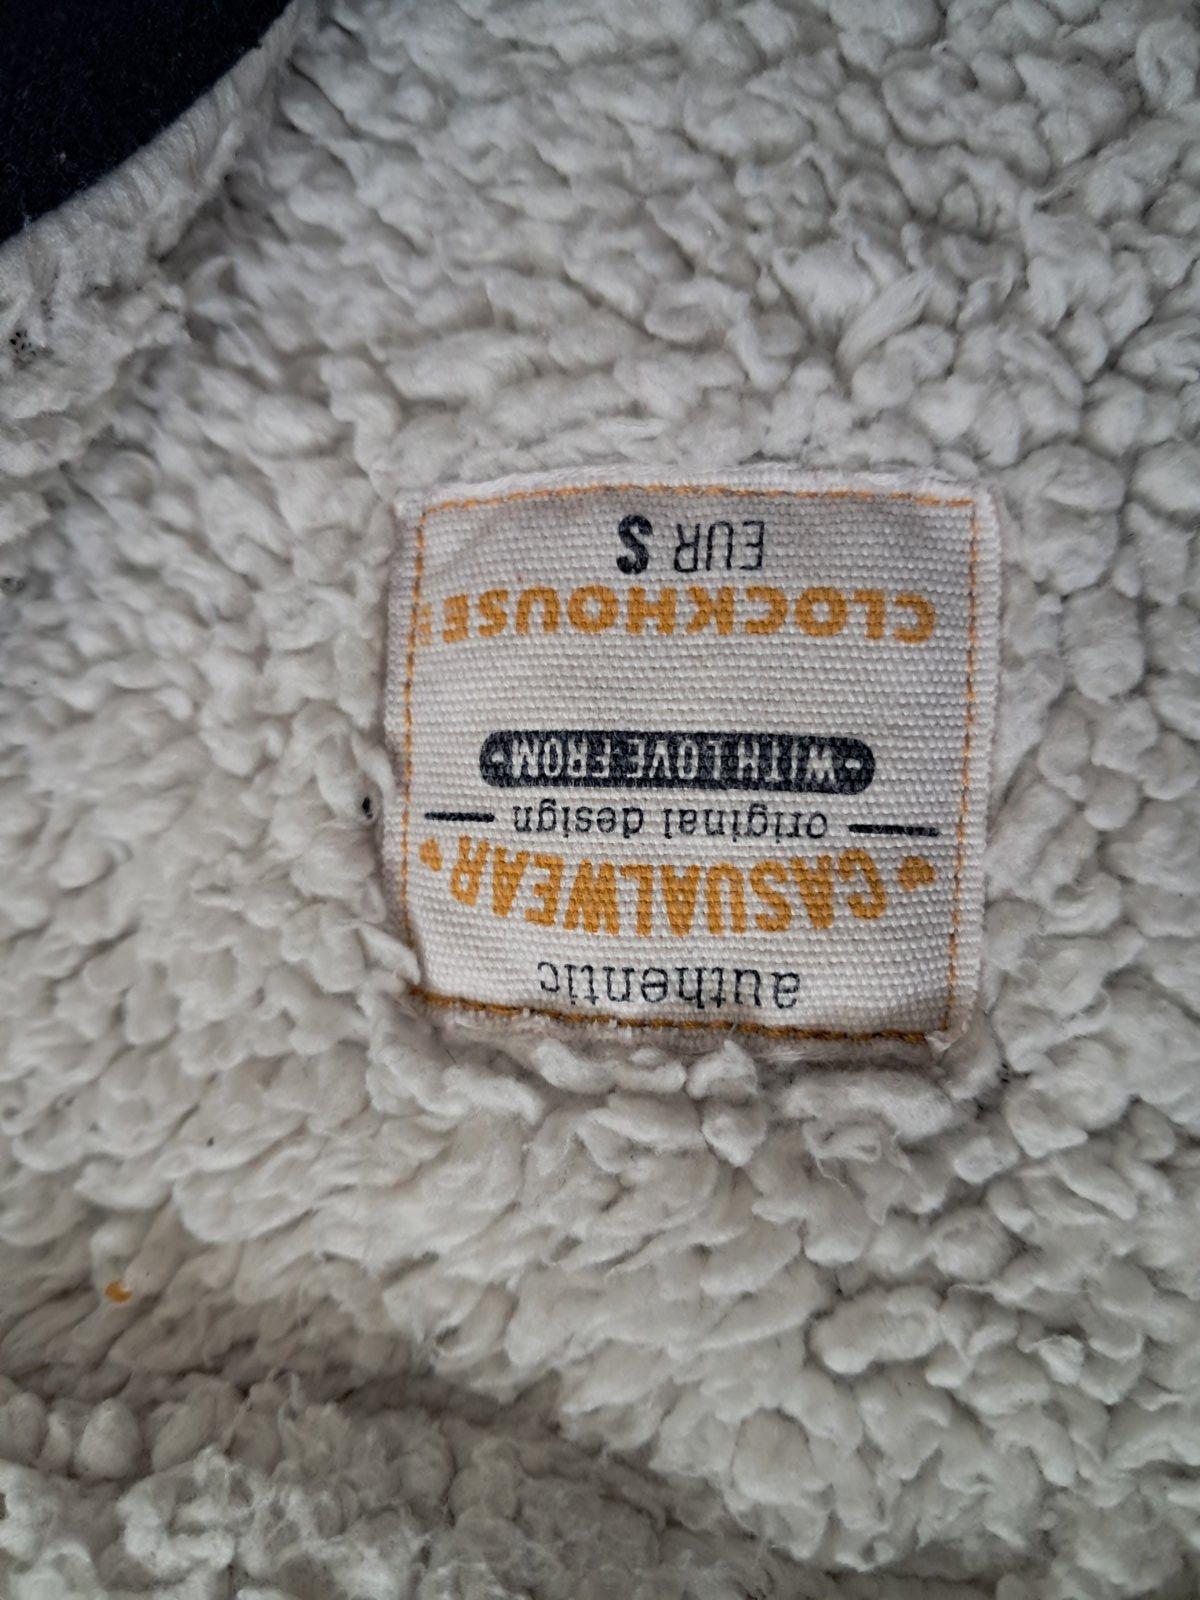 authentic
CASUALWEAR
original design
WITH LOVE FROM
CLOCKHOUSE
EUR S